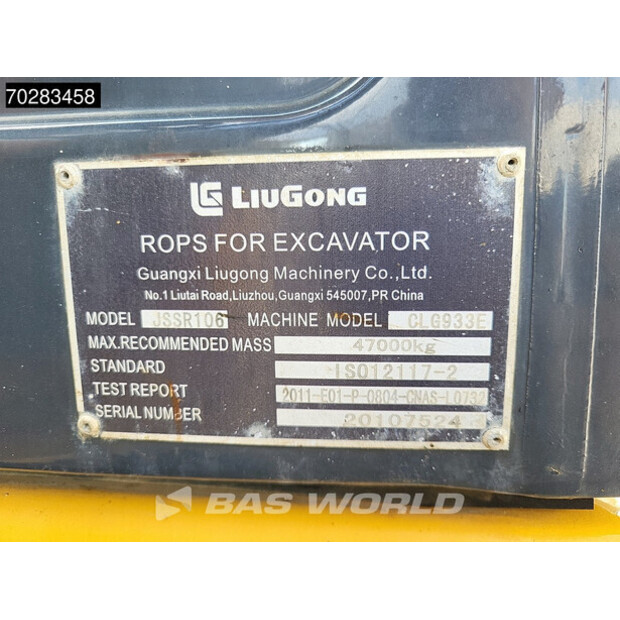 70283458
LG LIUGONG
ROPS FOR EXCAVATOR
Guangxi Liugong Machinery Co.,Ltd.
No.1 Liutai Road,Liuzhou,Guangxi 545007,PR China
MODEL JSSR106 MACHINE MODEL CLG933E
MAX.RECOMMENDED MASS 47000kg
STANDARD ISO12117-2
TEST REPORT 2011-E01-P-0804-CNAS-L0732
SERIAL NUMBER 20107524
BAS WORLD